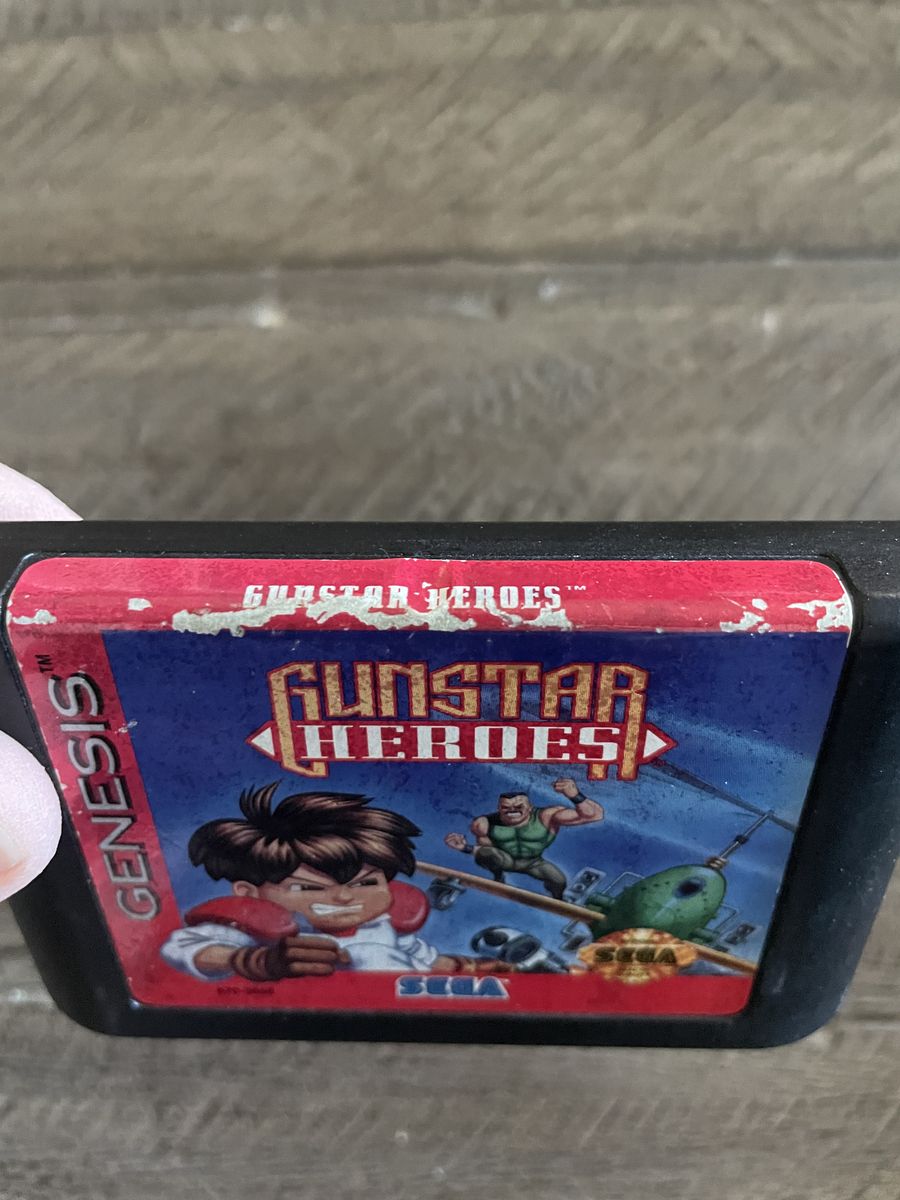 GUNSTAR HEROES™
GENESIS™
GUNSTAR
HEROES
SEGA
SEGA